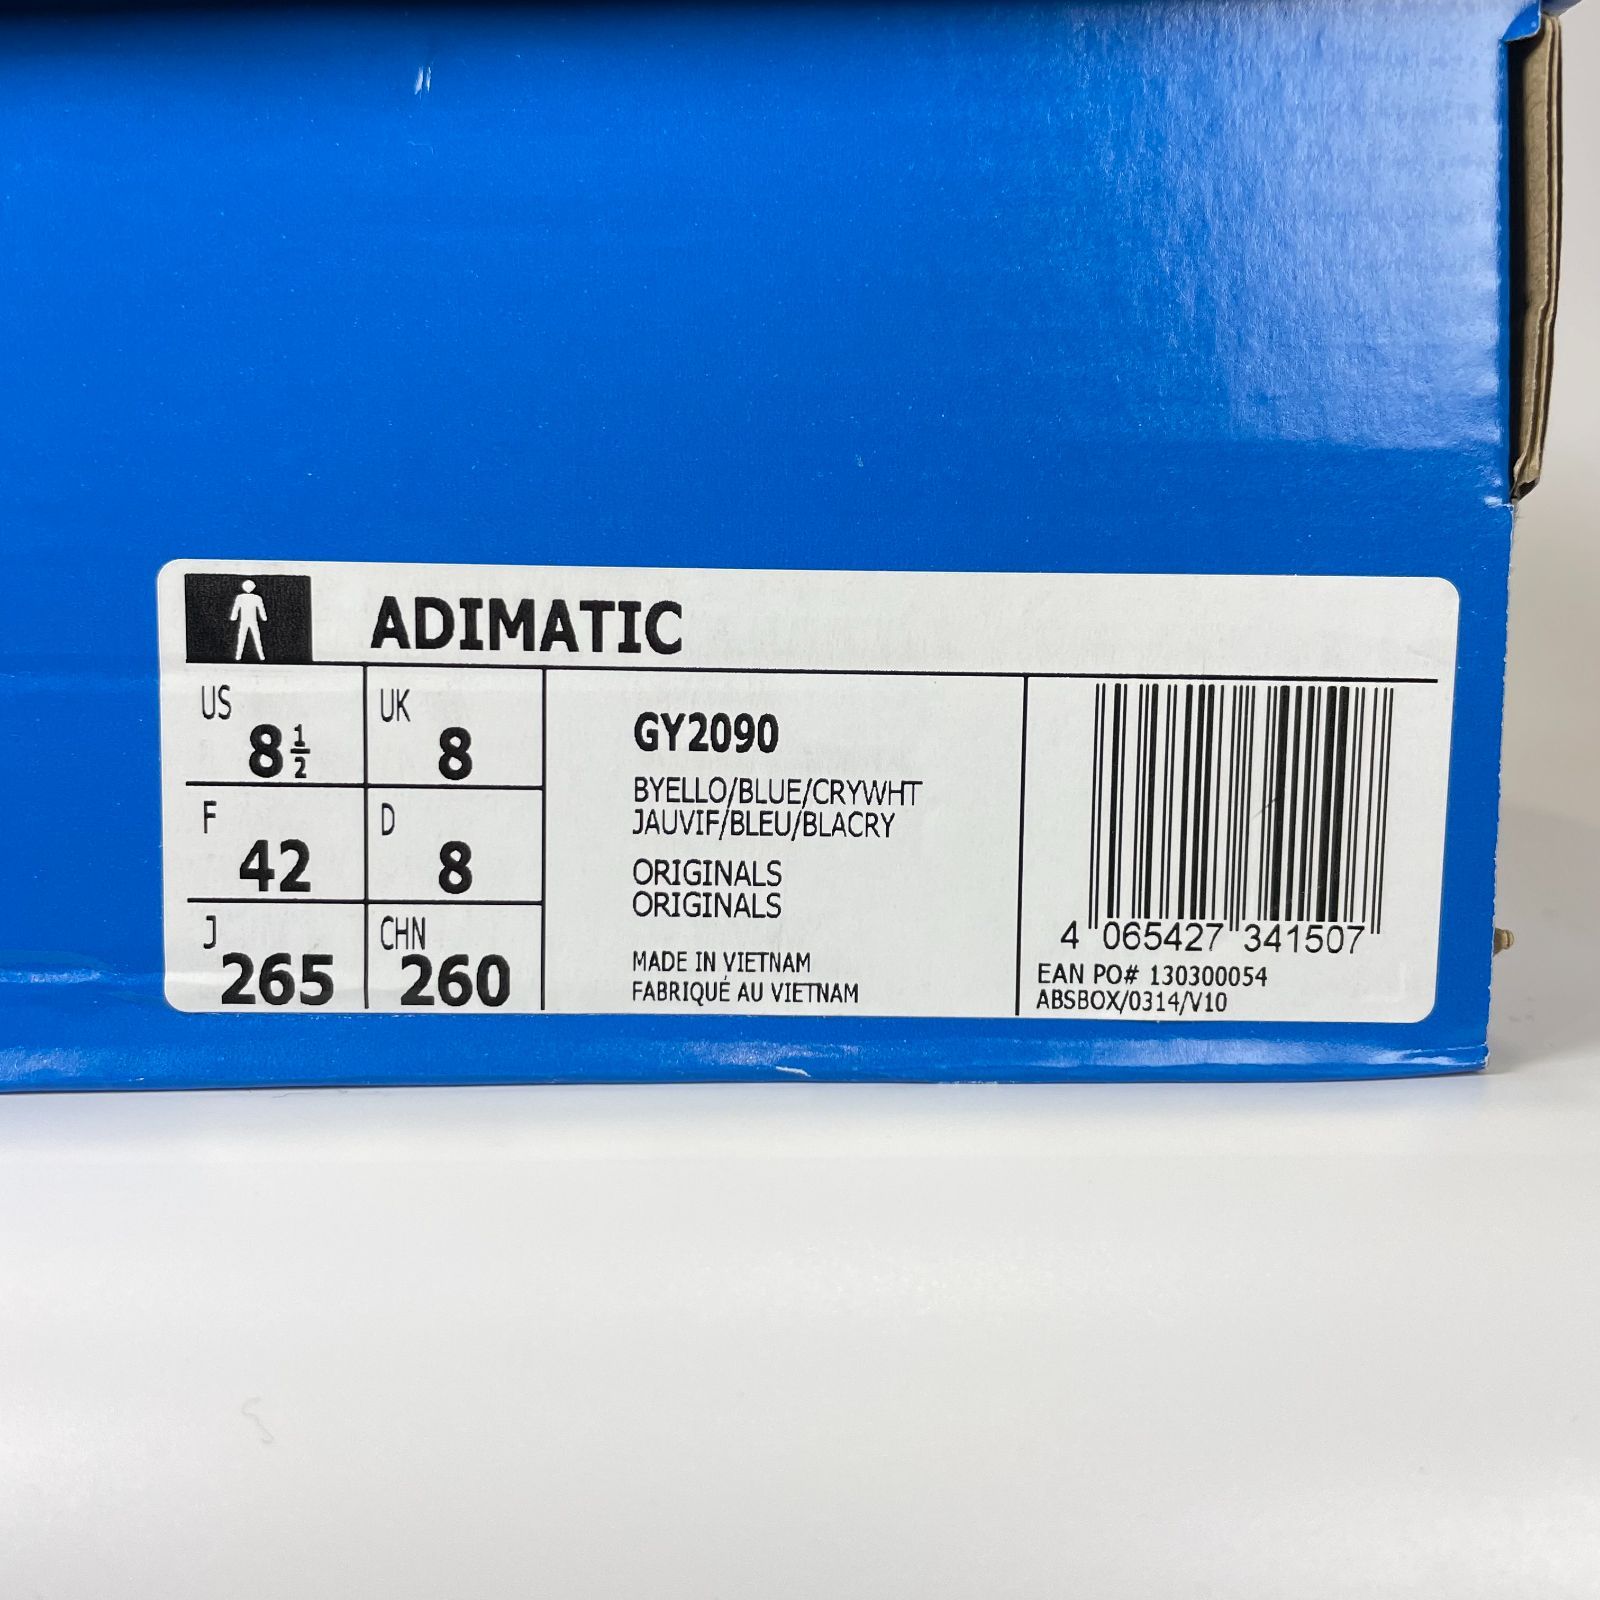 ADIMATIC
US 8½ UK 8
F 42 D 8
J 265 CHN 260
GY2090
BYELLO/BLUE/CRYWHT
JAUVIF/BLEU/BLACRY
ORIGINALS
ORIGINALS
MADE IN VIETNAM
FABRIQUÉ AU VIETNAM
4 065427 341507
EAN PO# 130300054
ABSBOX/0314/V10